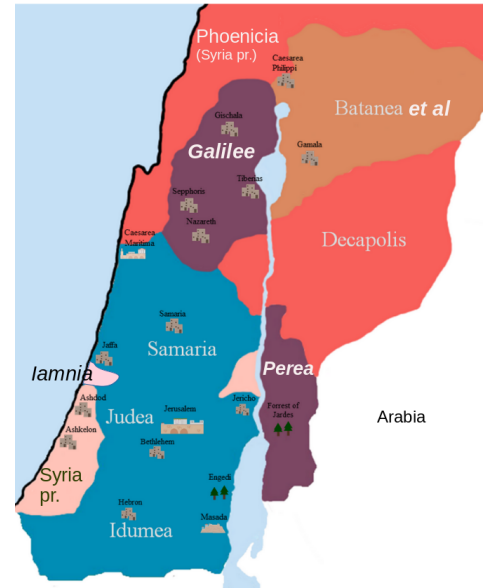 Phoenicia
(Syria pr.)
Caesarea
Philippi
Batanea et al
Gischala
Galilee
Gamala
Tiberias
Sepphoris
Nazareth
Caesarea
Maritima
Decapolis
Samaria
Jaffa
Samaria
Iamnia
Perea
Ashdod
Jericho
Forrest of
Jardes
Judea
Jerusalem
Arabia
Ashkelon
Bethlehem
Syria
pr.
Engedi
Hebron
Masada
Idumea